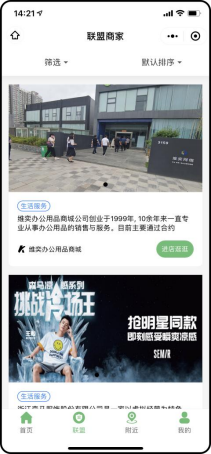 14:21
联盟商家
筛选
默认排序
生活服务
维奕办公用品商城公司创业于1999年, 10余年来一直专
业从事办公用品的销售与服务。目前主要通过合约
维奕办公用品商城
进店逛逛
森马服 感系列
挑战冷场王
抢明星同款
即刻感受瞬爽凉感
SEM/R
生活服务
首页
联盟
附近
我的